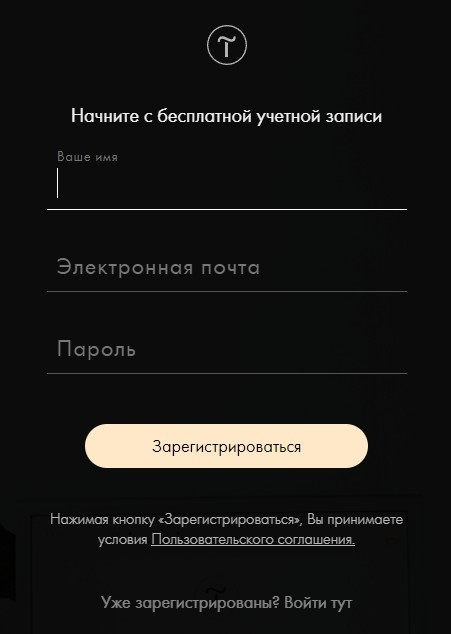 Начните с бесплатной учетной записи
Ваше имя
Электронная почта
Пароль
Зарегистрироваться
Нажимая кнопку «Зарегистрироваться», Вы принимаете
условия Пользовательского соглашения.
Уже зарегистрированы? Войти тут